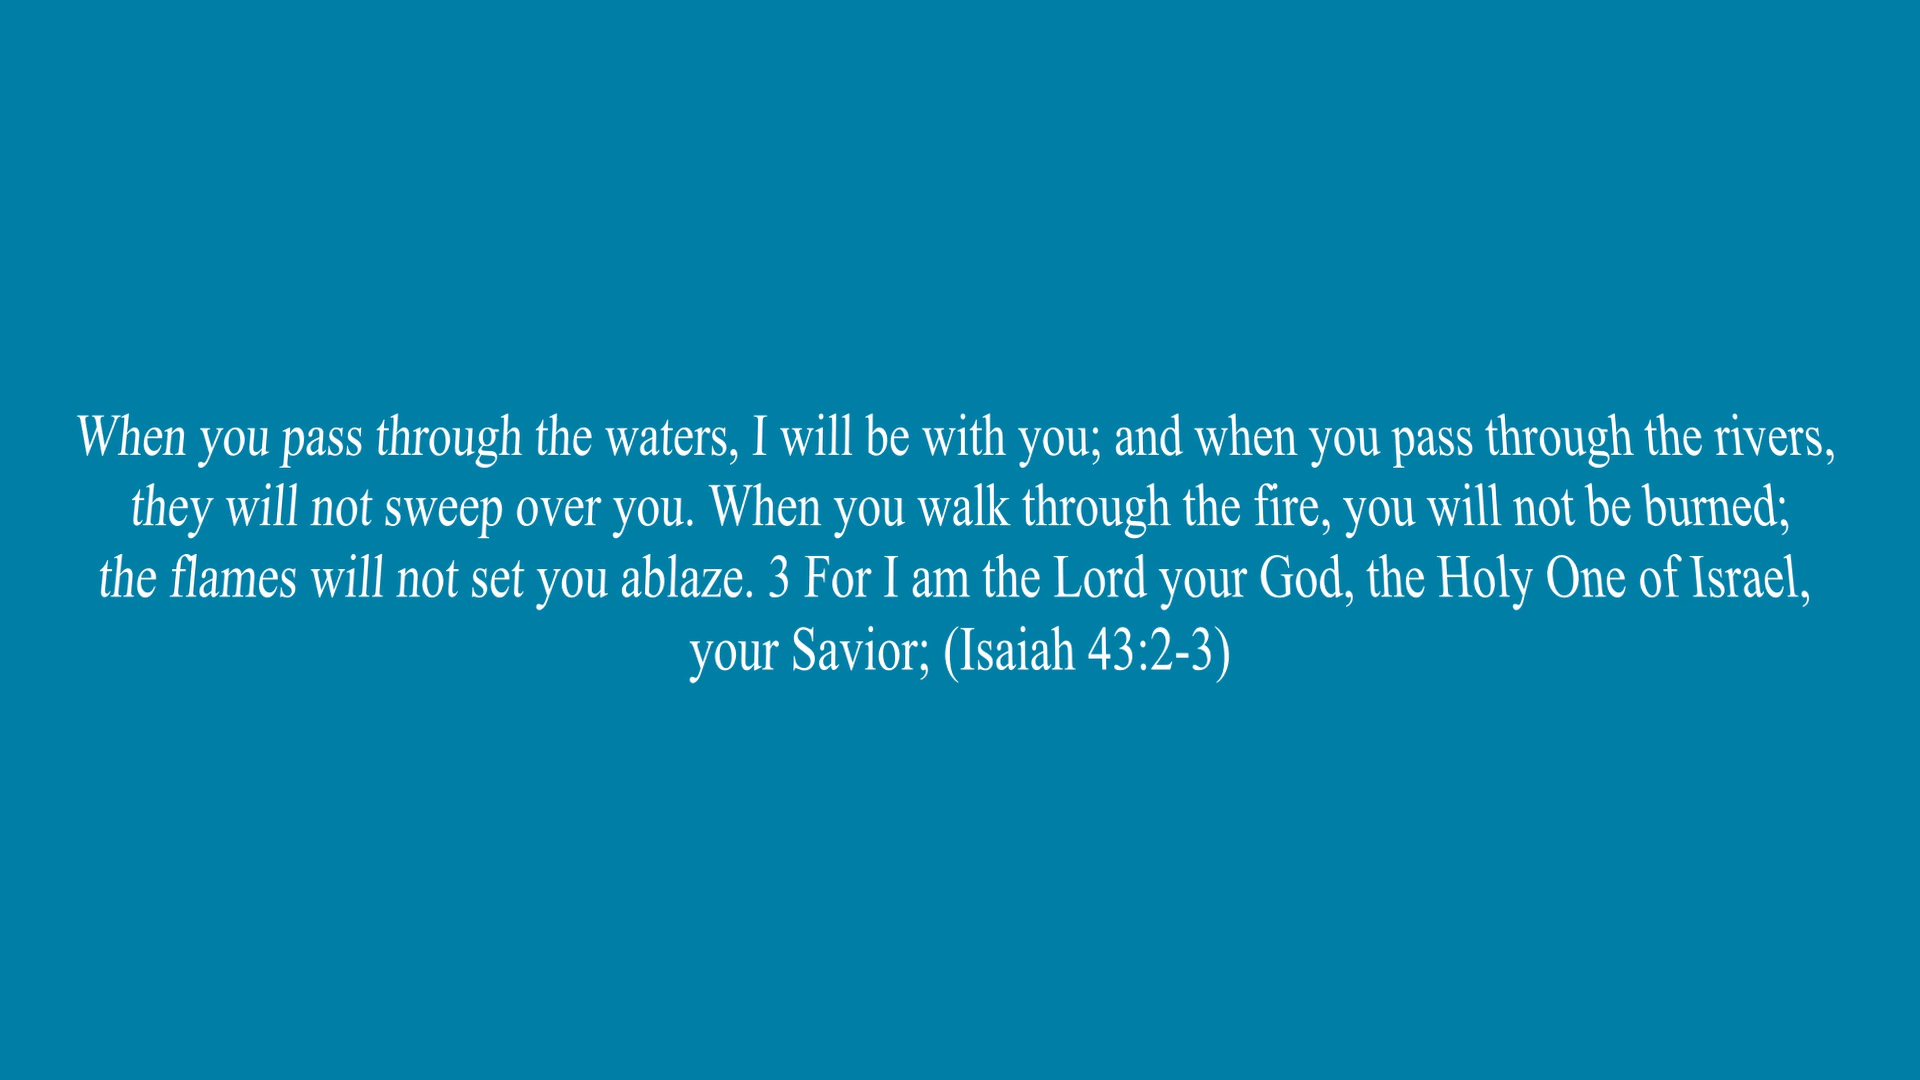 When you pass through the waters, I will be with you; and when you pass through the rivers,
they will not sweep over you. When you walk through the fire, you will not be burned;
the flames will not set you ablaze. 3 For I am the Lord your God, the Holy One of Israel,
your Savior; (Isaiah 43:2-3)